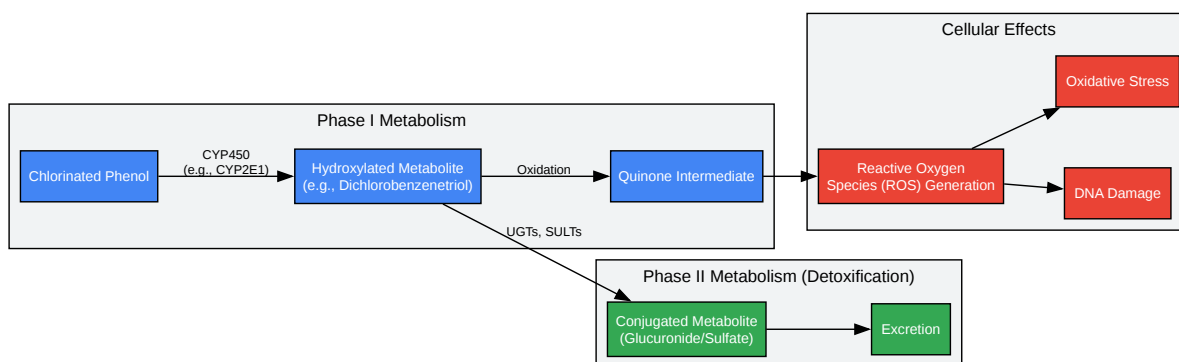 Cellular Effects
Oxidative Stress
Phase I Metabolism
Chlorinated Phenol
CYP450
(e.g., CYP2E1)
Hydroxylated Metabolite
(e.g., Dichlorobenzenetriol)
Oxidation
Quinone Intermediate
Reactive Oxygen
Species (ROS) Generation
DNA Damage
UGTs, SULTs
Phase II Metabolism (Detoxification)
Conjugated Metabolite
(Glucuronide/Sulfate)
Excretion